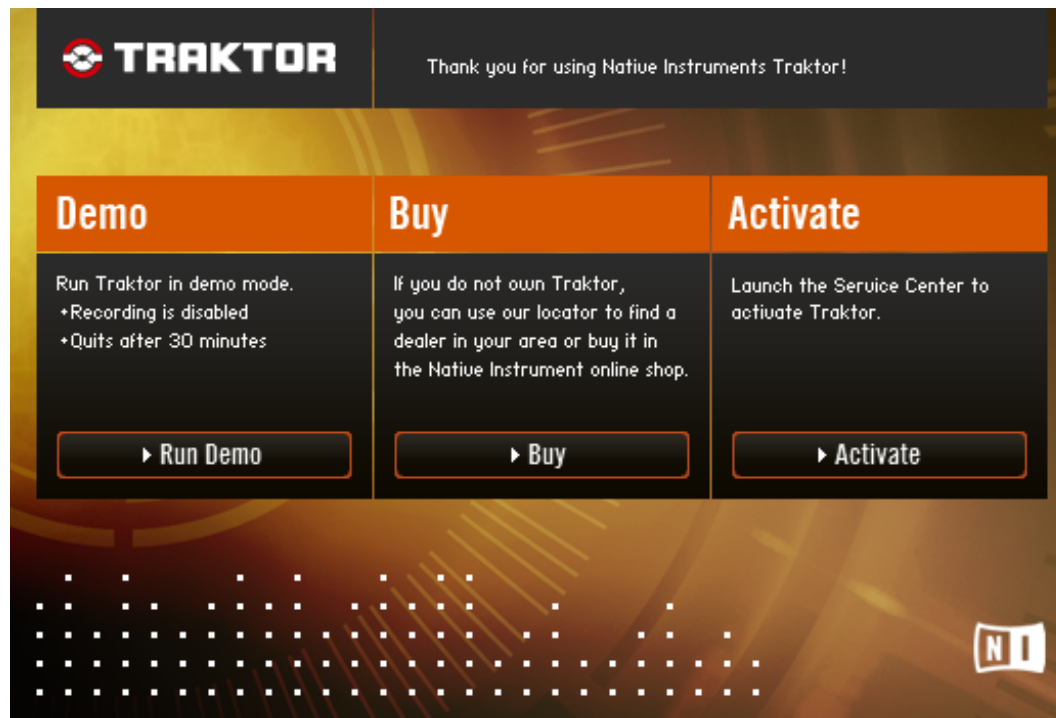 TRAKTOR
Thank you for using Native Instruments Traktor!
Demo
Run Traktor in demo mode.
•Recording is disabled
•Quits after 30 minutes
Run Demo
Buy
If you do not own Traktor,
you can use our locator to find a
dealer in your area or buy it in
the Native Instrument online shop.
Buy
Activate
Launch the Service Center to
activate Traktor.
Activate
NI